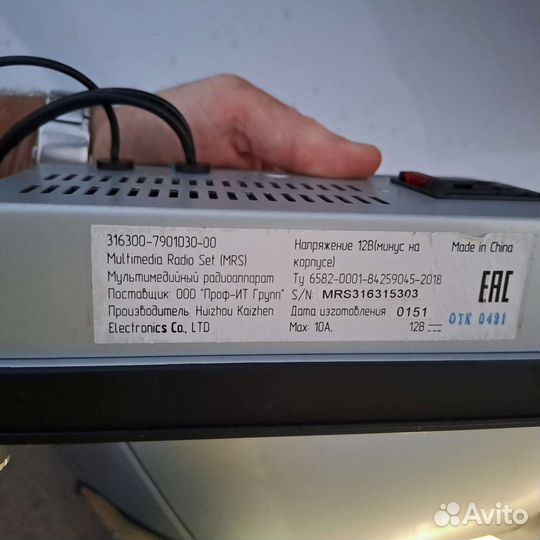 316300-7901030-00
Multimedia Radio Set (MRS)
Мультимедийный радиоаппарат
Поставщик: ООО "Проф-ИТ Групп"
Производитель Huizhou Kaizhen
Electronics Co., LTD
Напряжение 12В(минус на
корпусе)
Ту 6582-0001-84259045-2018
S/N: MRS316315303
Дата изготовления 0151
Max: 10A. 12В
Made in China
EAC
ОТК 0421
Avito